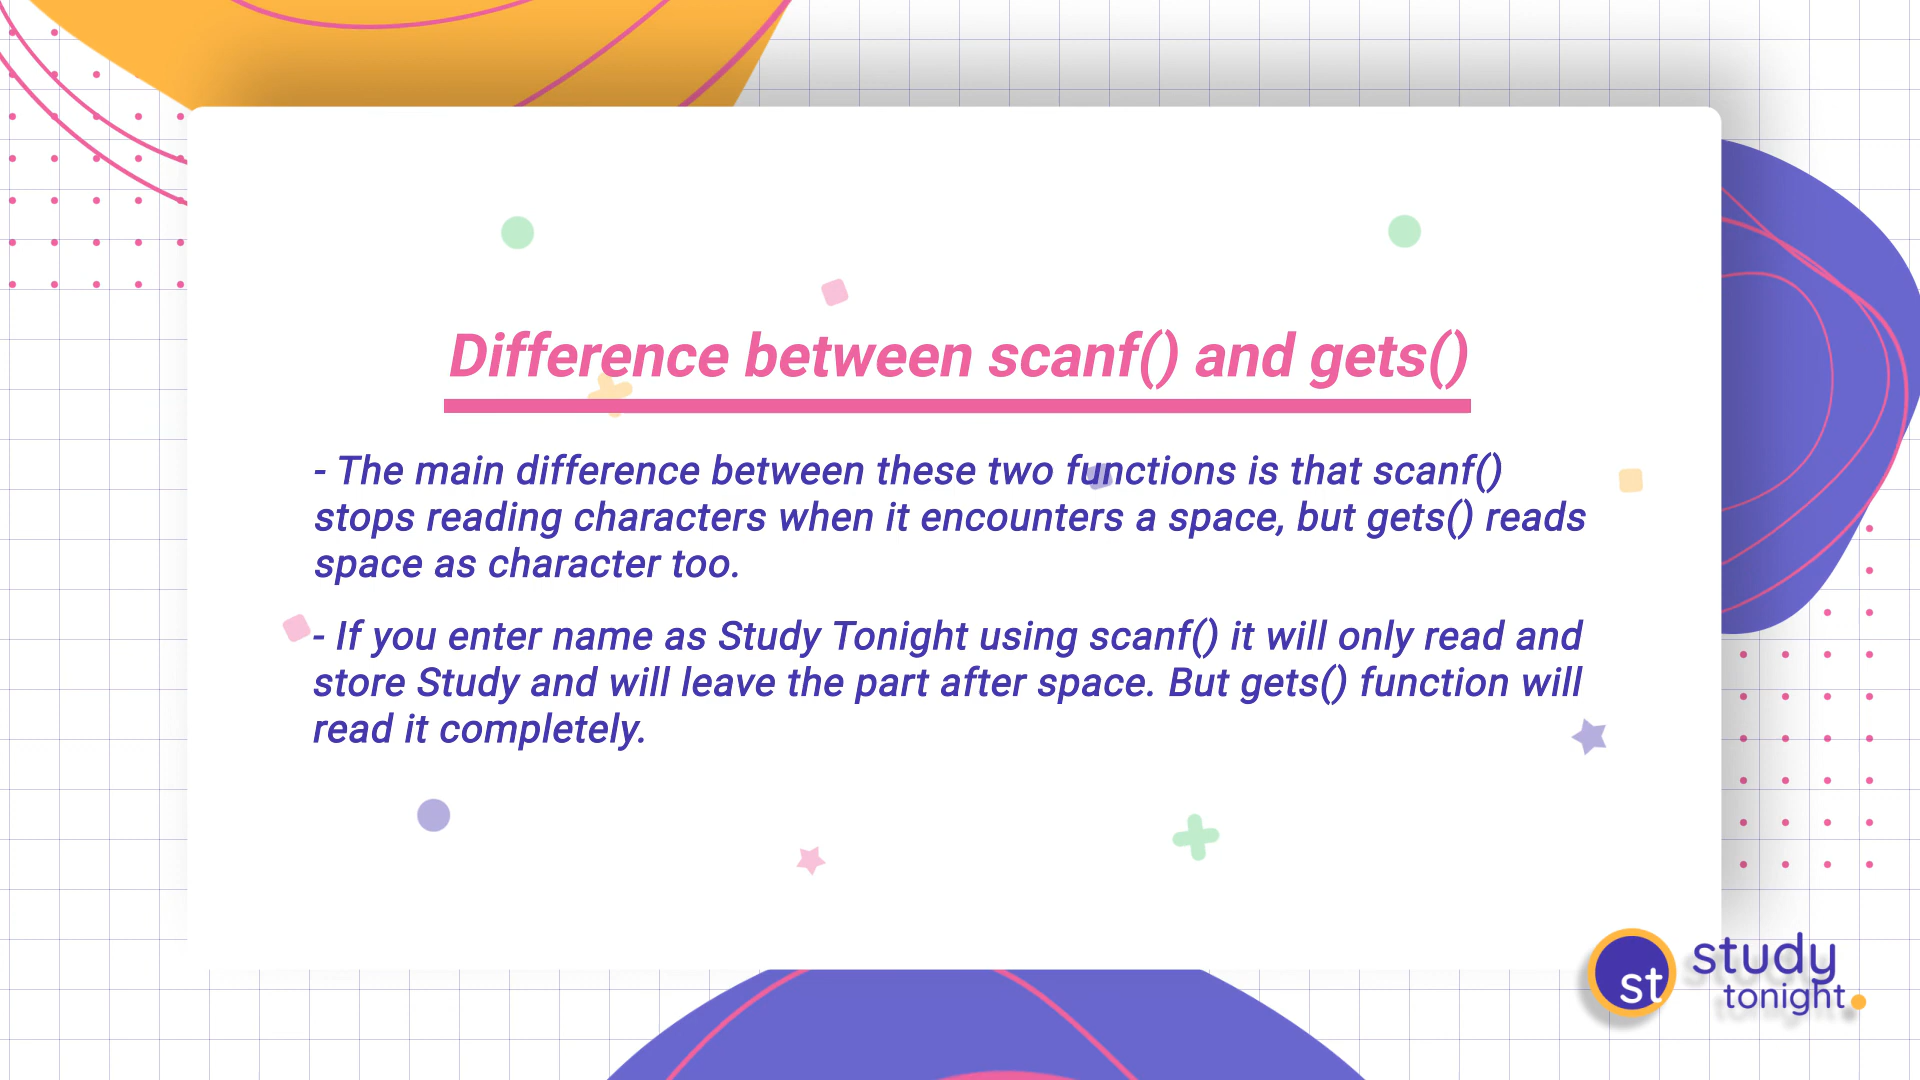 Difference between scanf() and gets()
- The main difference between these two functions is that scanf()
stops reading characters when it encounters a space, but gets() reads
space as character too.
- If you enter name as Study Tonight using scanf() it will only read and
store Study and will leave the part after space. But gets() function will
read it completely.
st
study
tonight.